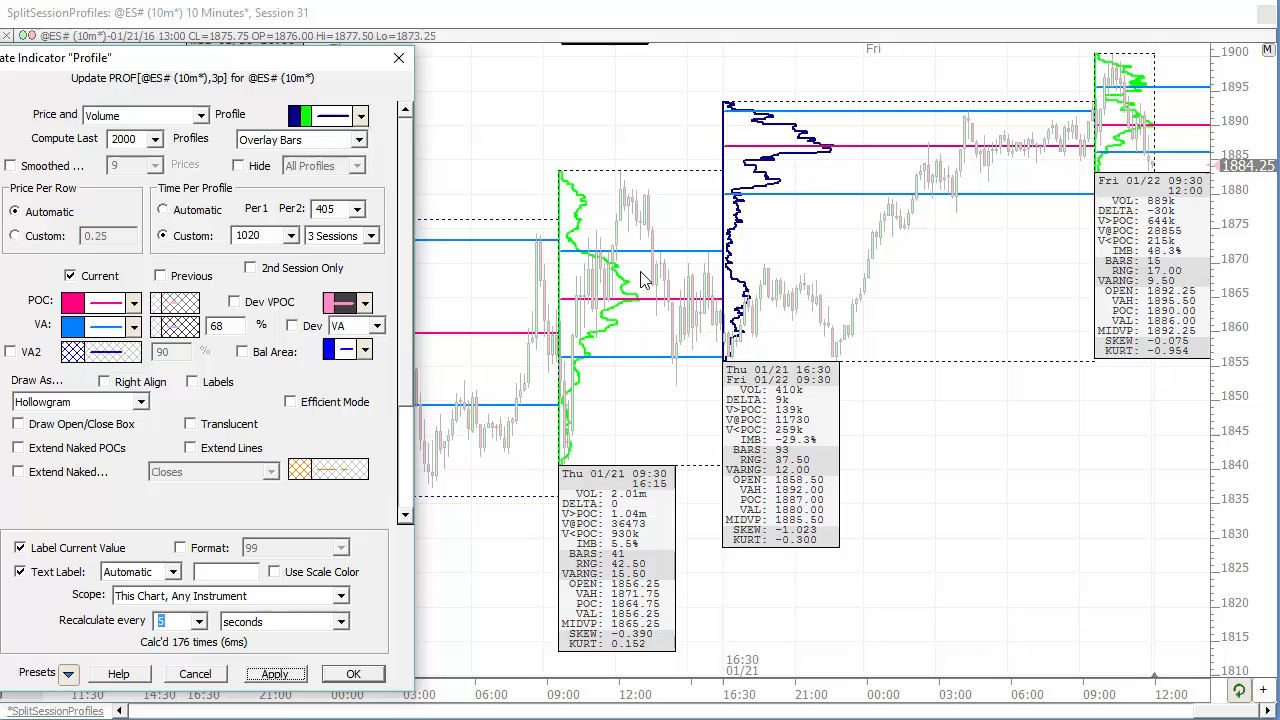 SplitSessionProfiles: @ES# (10m*) 10 Minutes*, Session 31
@ES# (10m*)-01/21/16 13:00 CL=1875.75 OP=1876.00 Hi=1877.50 Lo=1873.25
ate Indicator "Profile"
Update PROF[@ES# (10m*),3p] for @ES# (10m*)
Price and Volume Profile
Compute Last 2000 Profiles Overlay Bars
Smoothed ... 9 Prices Hide All Profiles
Price Per Row
Automatic
Custom: 0.25
Time Per Profile
Automatic Per1 Per2: 405
Custom: 1020 3 Sessions
Current Previous 2nd Session Only
POC: Dev VPOC
VA: 68 % Dev VA
VA2 90 % Bal Area:
Draw As... Right Align Labels
Hollowgram Efficient Mode
Draw Open/Close Box Translucent
Extend Naked POCs Extend Lines
Extend Naked... Closes
Label Current Value Format: 99
Text Label: Automatic Use Scale Color
Scope: This Chart, Any Instrument
Recalculate every 5 seconds
Calc'd 176 times (6ms)
Presets Help Cancel Apply OK
Fri
Thu 01/21 09:30
16:15
VOL: 2.01m
DELTA: 0
V>POC: 1.04m
V@POC: 36473
V<POC: 930k
IMB: 5.5%
BARS: 41
RNG: 42.50
VARNG: 15.50
OPEN: 1856.25
VAH: 1871.75
POC: 1864.75
VAL: 1856.25
MIDVP: 1865.25
SKEW: -0.390
KURT: 0.152
Thu 01/21 16:30
Fri 01/22 09:30
VOL: 410k
DELTA: 9k
V>POC: 139k
V@POC: 11730
V<POC: 259k
IMB: -29.3%
BARS: 93
RNG: 37.50
VARNG: 12.00
OPEN: 1858.50
VAH: 1892.00
POC: 1887.00
VAL: 1880.00
MIDVP: 1885.50
SKEW: -1.023
KURT: -0.300
Fri 01/22 09:30
12:00
VOL: 889k
DELTA: -30k
V>POC: 644k
V@POC: 28855
V<POC: 215k
IMB: 48.3%
BARS: 15
RNG: 17.00
VARNG: 9.50
OPEN: 1892.25
VAH: 1895.50
POC: 1890.00
VAL: 1886.00
MIDVP: 1892.25
SKEW: -0.075
KURT: -0.954
1900
M
1895
1890
1885
1884.25
1880
1875
1870
1865
1860
1855
1850
1845
1840
1835
1830
1825
1820
1815
1810
16:30
01/21
11:30 14:30 16:30 00:00 03:00 06:00 09:00 12:00 16:30 21:00 00:00 03:00 06:00 09:00 12:00
*SplitSessionProfiles